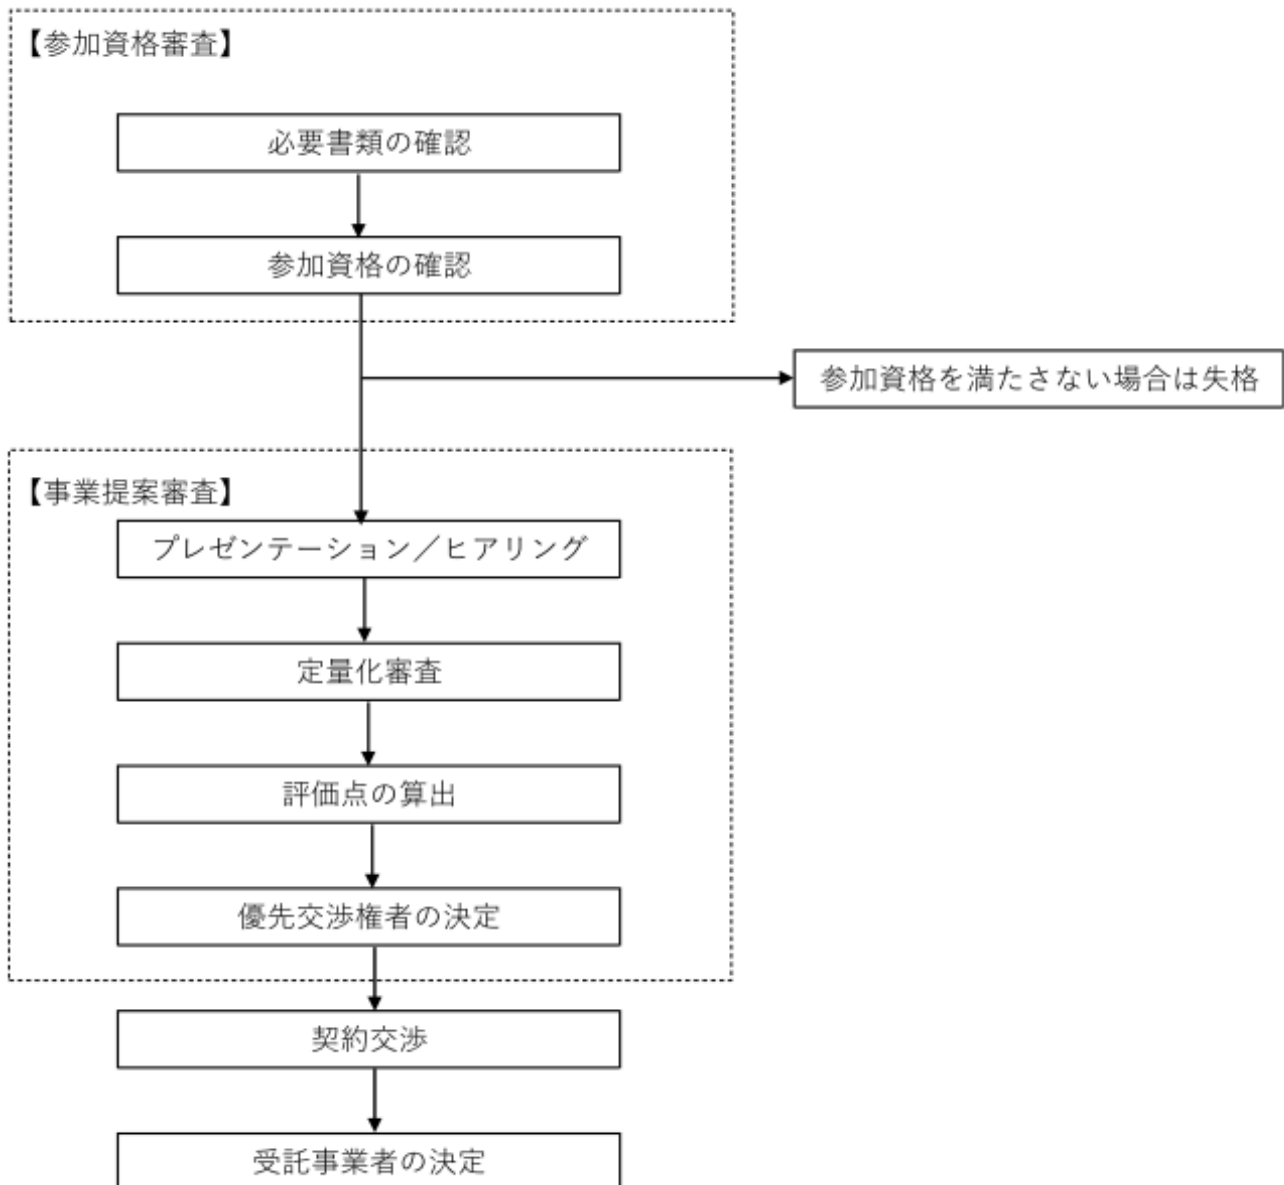 【参加資格審査】
必要書類の確認
参加資格の確認
参加資格を満たさない場合は失格
【事業提案審査】
プレゼンテーション／ヒアリング
定量化審査
評価点の算出
優先交渉権者の決定
契約交渉
受託事業者の決定